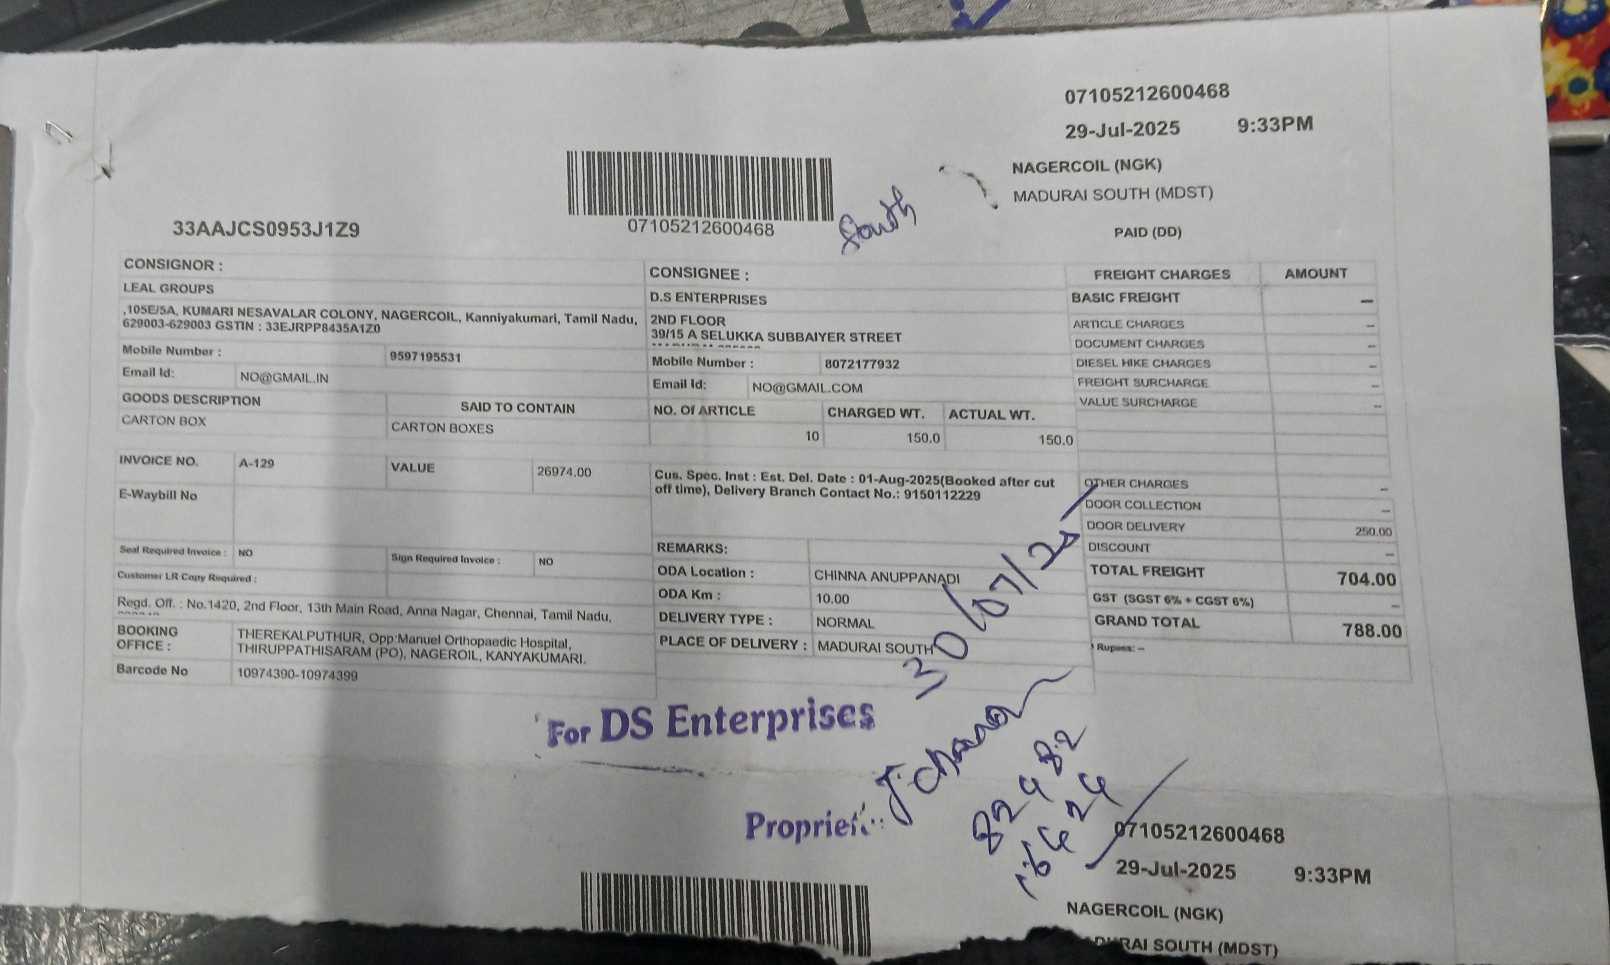 07105212600468
29-Jul-2025 9:33PM
NAGERCOIL (NGK)
MADURAI SOUTH (MDST)
PAID (DD)
07105212600468
South
33AAJCS0953J1Z9
CONSIGNOR :
LEAL GROUPS
,105E/5A, KUMARI NESAVALAR COLONY, NAGERCOIL, Kanniyakumari, Tamil Nadu,
629003-629003 GSTIN : 33EJRPP8435A1Z0
Mobile Number : 9597195531
Email Id: NO@GMAIL.IN
GOODS DESCRIPTION SAID TO CONTAIN
CARTON BOX CARTON BOXES
INVOICE NO. A-129 VALUE 26974.00
E-Waybill No
Seal Required Invoice : NO Sign Required Invoice : NO
Customer LR Copy Required :
Regd. Off. : No.1420, 2nd Floor, 13th Main Road, Anna Nagar, Chennai, Tamil Nadu,
BOOKING OFFICE : THEREKALPUTHUR, Opp:Manuel Orthopaedic Hospital,
THIRUPPATHISARAM (PO), NAGEROIL, KANYAKUMARI.
Barcode No 10974390-10974399
CONSIGNEE :
D.S ENTERPRISES
2ND FLOOR
39/15 A SELUKKA SUBBAIYER STREET
Mobile Number : 8072177932
Email Id: NO@GMAIL.COM
NO. Of ARTICLE CHARGED WT. ACTUAL WT.
10 150.0 150.0
Cus. Spec. Inst : Est. Del. Date : 01-Aug-2025(Booked after cut
off time), Delivery Branch Contact No.: 9150112229
REMARKS:
ODA Location : CHINNA ANUPPANADI
ODA Km : 10.00
DELIVERY TYPE : NORMAL
PLACE OF DELIVERY : MADURAI SOUTH
FREIGHT CHARGES AMOUNT
BASIC FREIGHT –
ARTICLE CHARGES –
DOCUMENT CHARGES –
DIESEL HIKE CHARGES –
FREIGHT SURCHARGE –
VALUE SURCHARGE –
OTHER CHARGES –
DOOR COLLECTION –
DOOR DELIVERY 250.00
DISCOUNT –
TOTAL FREIGHT 704.00
GST (SGST 6% + CGST 6%) –
GRAND TOTAL 788.00
Rupees: –
30/07/25
For DS Enterprises
82482
Propriet
07105212600468
29-Jul-2025 9:33PM
NAGERCOIL (NGK)
RAI SOUTH (MDST)